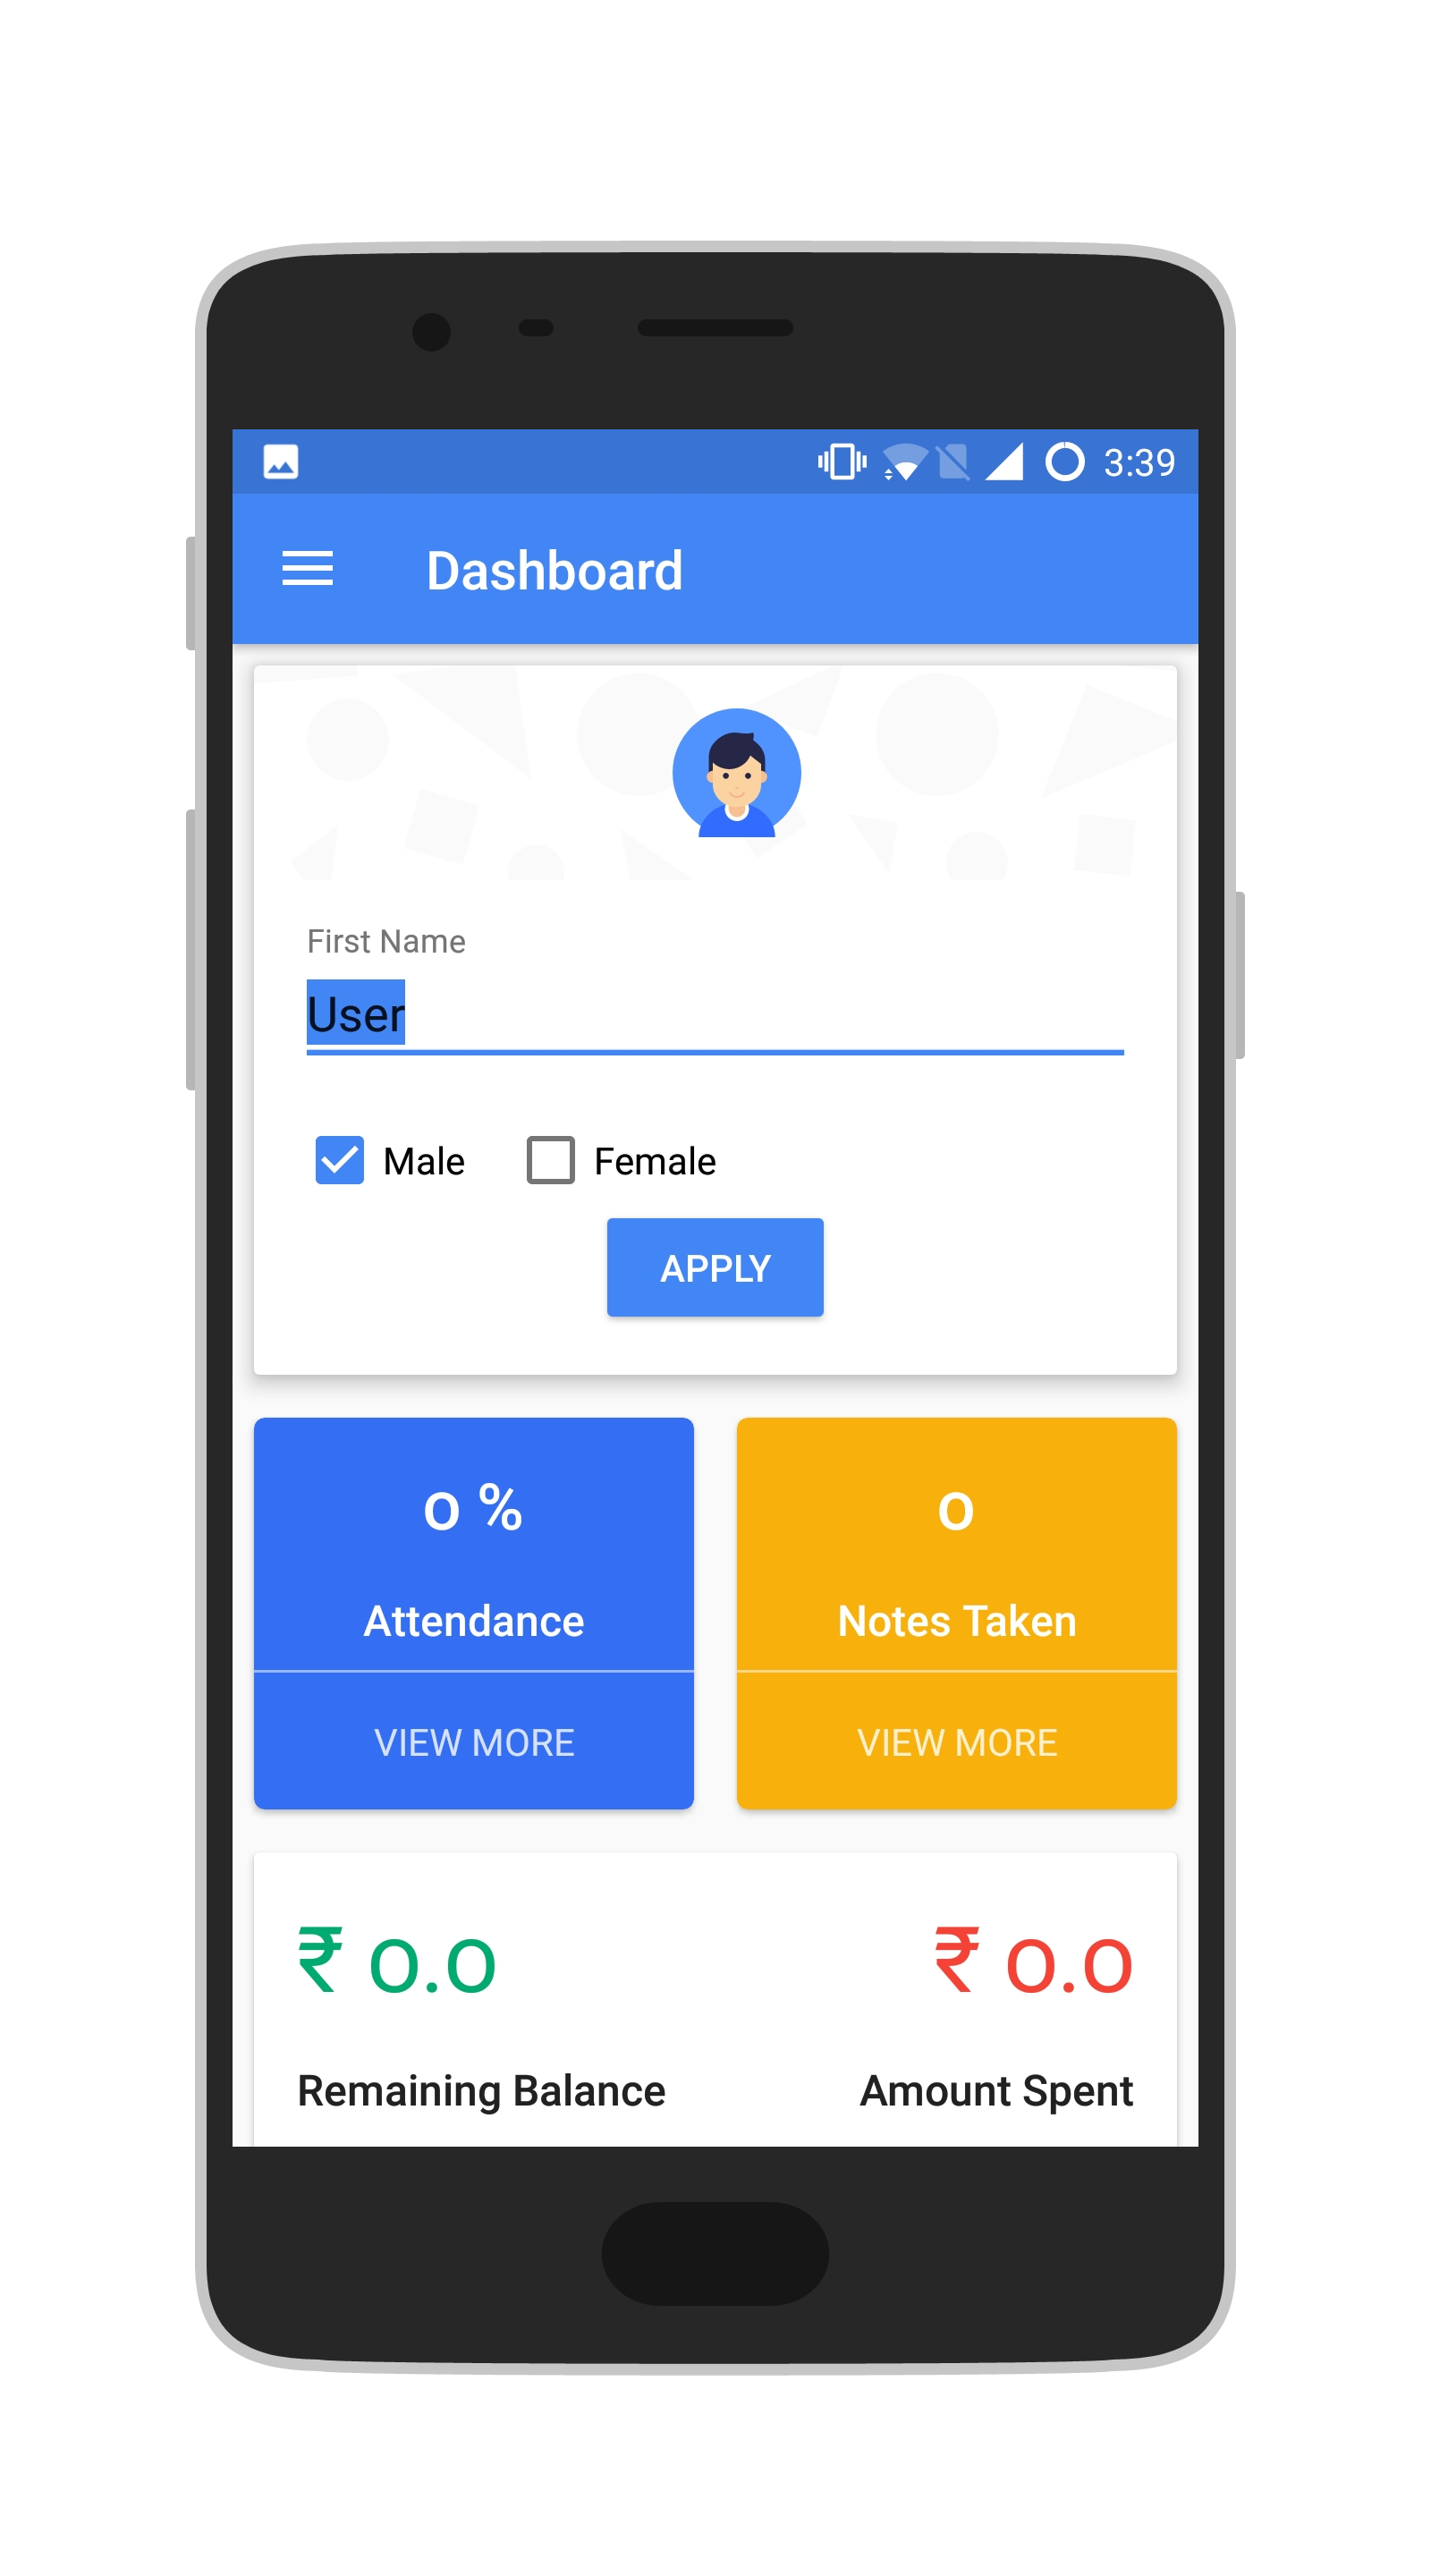 3:39
Dashboard
First Name
User
Male Female
APPLY
0 % 0
Attendance Notes Taken
VIEW MORE VIEW MORE
₹ 0.0 ₹ 0.0
Remaining Balance Amount Spent